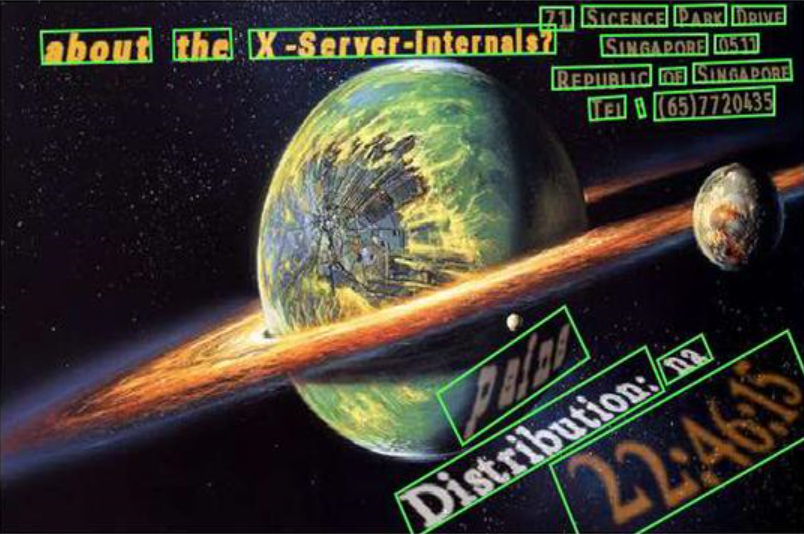 about the X-Server-Internals?
71 SICENCE PARK DRIVE
SINGAPORE 0511
REPUBLIC OF SINGAPORE
TEL : (65)7720435
Distribution: na
22:46:15